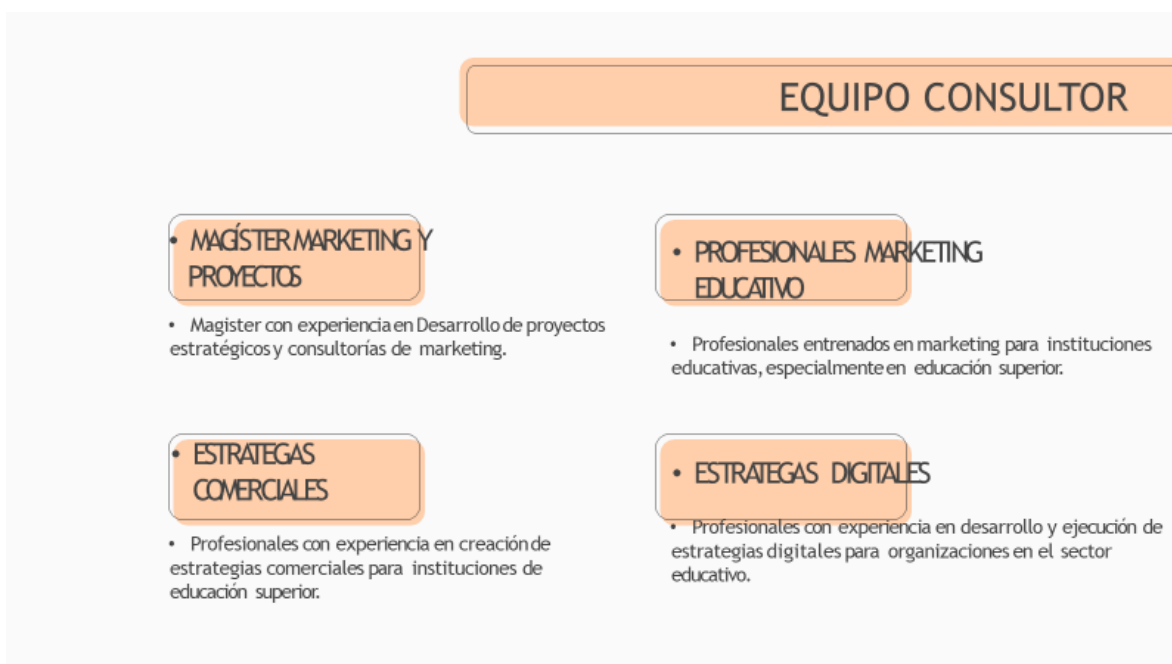 EQUIPO CONSULTOR
• MAGÍSTER MARKETING Y
PROYECTOS
• Magister con experiencia en Desarrollo de proyectos
estratégicos y consultorías de marketing.
• PROFESIONALES MARKETING
EDUCATIVO
• Profesionales entrenados en marketing para instituciones
educativas, especialmente en educación superior.
• ESTRATEGAS
COMERCIALES
• Profesionales con experiencia en creación de
estrategias comerciales para instituciones de
educación superior.
• ESTRATEGAS DIGITALES
• Profesionales con experiencia en desarrollo y ejecución de
estrategias digitales para organizaciones en el sector
educativo.